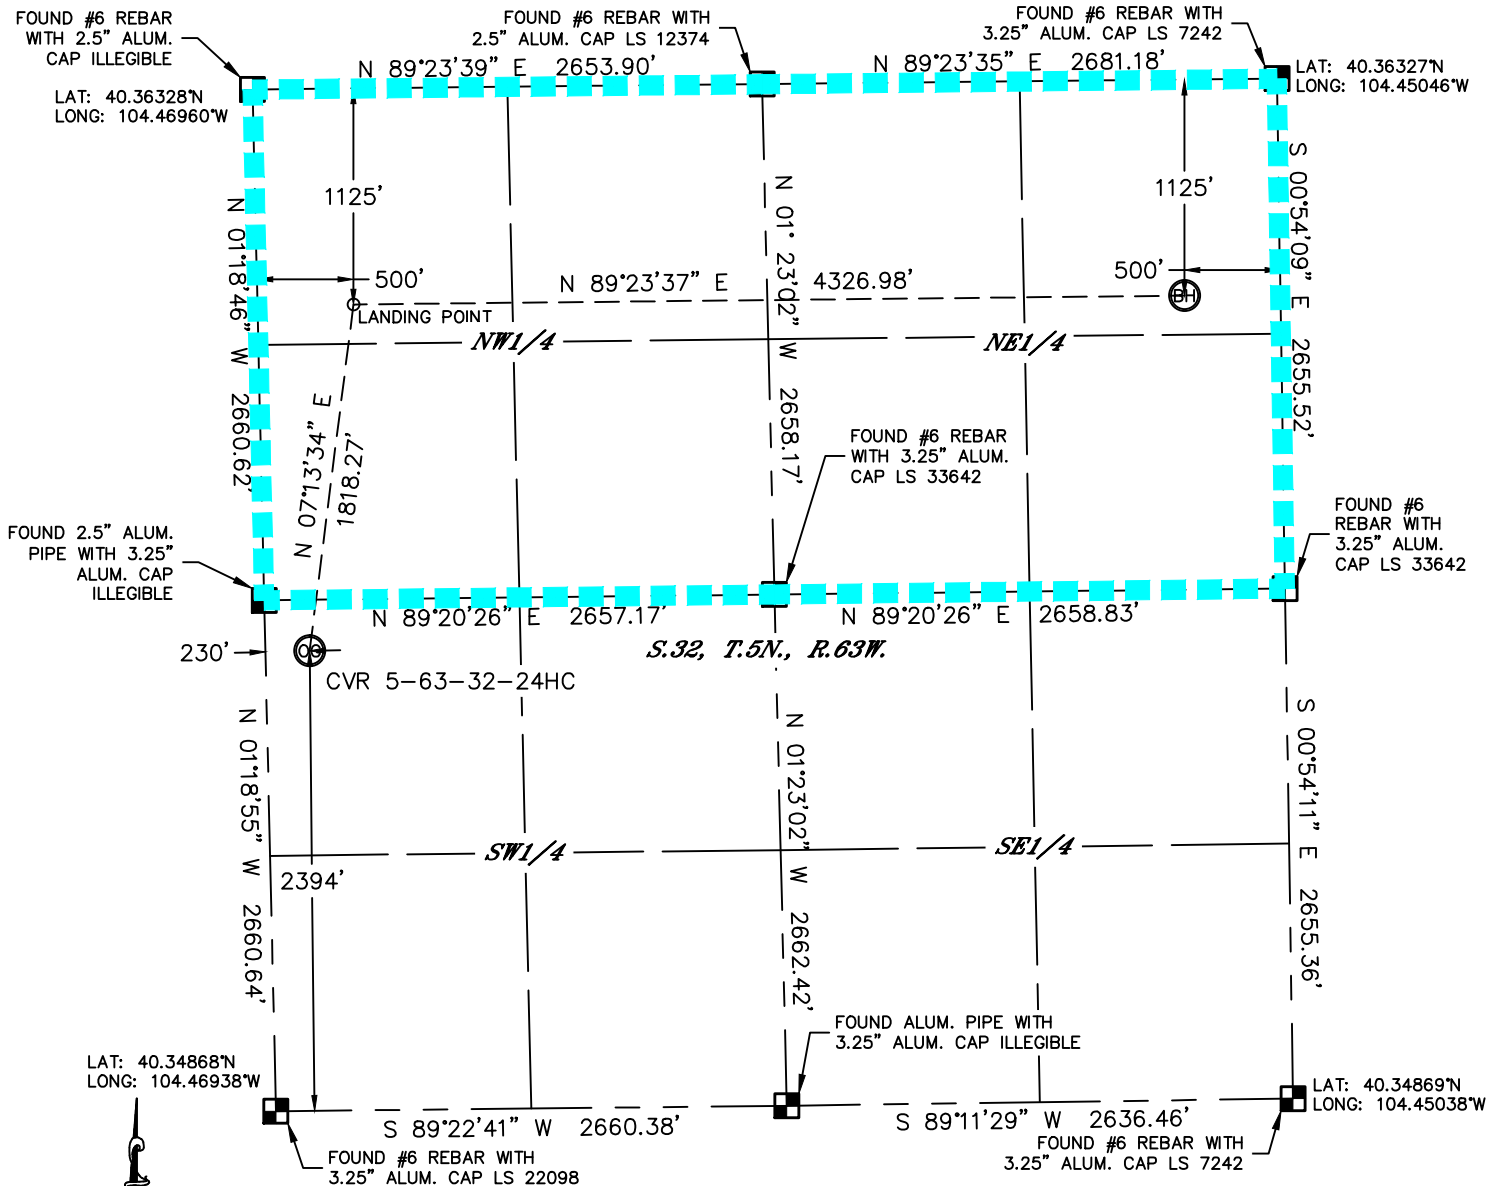 FOUND #6 REBAR
WITH 2.5" ALUM.
CAP ILLEGIBLE
FOUND #6 REBAR WITH
2.5" ALUM. CAP LS 12374
FOUND #6 REBAR WITH
3.25" ALUM. CAP LS 7242
N 89°23'39" E 2653.90'
N 89°23'35" E 2681.18'
LAT: 40.36328°N
LONG: 104.46960°W
LAT: 40.36327°N
LONG: 104.45046°W
1125'
1125'
500'
500'
N 01°18'46" W 2660.62'
N 01° 23'02" W 2658.17'
S 00°54'09" E 2655.52'
N 89°23'37" E 4326.98'
BH
LANDING POINT
NW1/4
NE1/4
N 07°13'34" E
1818.27'
FOUND #6 REBAR
WITH 3.25" ALUM.
CAP LS 33642
FOUND 2.5" ALUM.
PIPE WITH 3.25"
ALUM. CAP
ILLEGIBLE
FOUND #6
REBAR WITH
3.25" ALUM.
CAP LS 33642
N 89°20'26" E 2657.17'
N 89°20'26" E 2658.83'
S.32, T.5N., R.63W.
230'
OG
CVR 5-63-32-24HC
N 01°18'55" W 2660.64'
N 01°23'02" W 2662.42'
S 00°54'11" E 2655.36'
SW1/4
SE1/4
2394'
FOUND ALUM. PIPE WITH
3.25" ALUM. CAP ILLEGIBLE
LAT: 40.34868°N
LONG: 104.46938°W
LAT: 40.34869°N
LONG: 104.45038°W
S 89°22'41" W 2660.38'
S 89°11'29" W 2636.46'
FOUND #6 REBAR WITH
3.25" ALUM. CAP LS 22098
FOUND #6 REBAR WITH
3.25" ALUM. CAP LS 7242